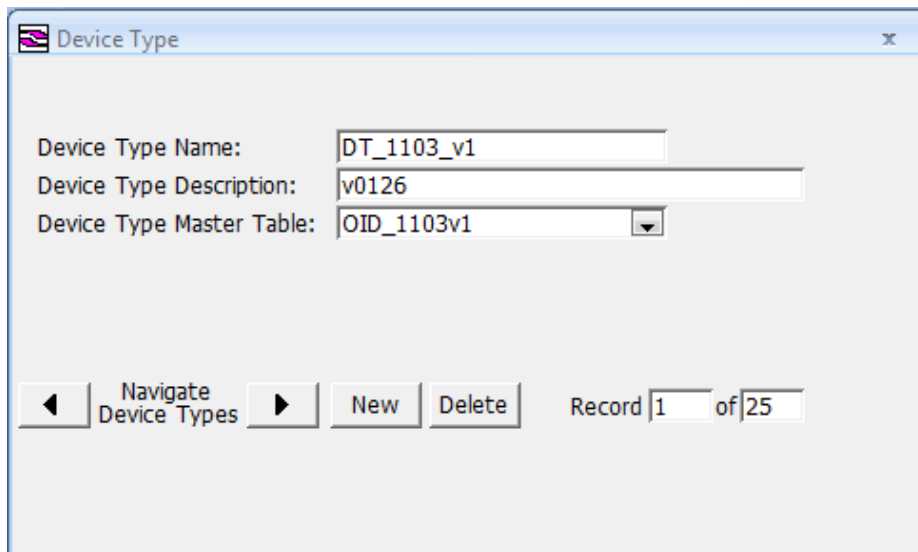 Device Type
Device Type Name: DT_1103_v1
Device Type Description: v0126
Device Type Master Table: OID_1103v1
Navigate
Device Types
New Delete Record 1 of 25